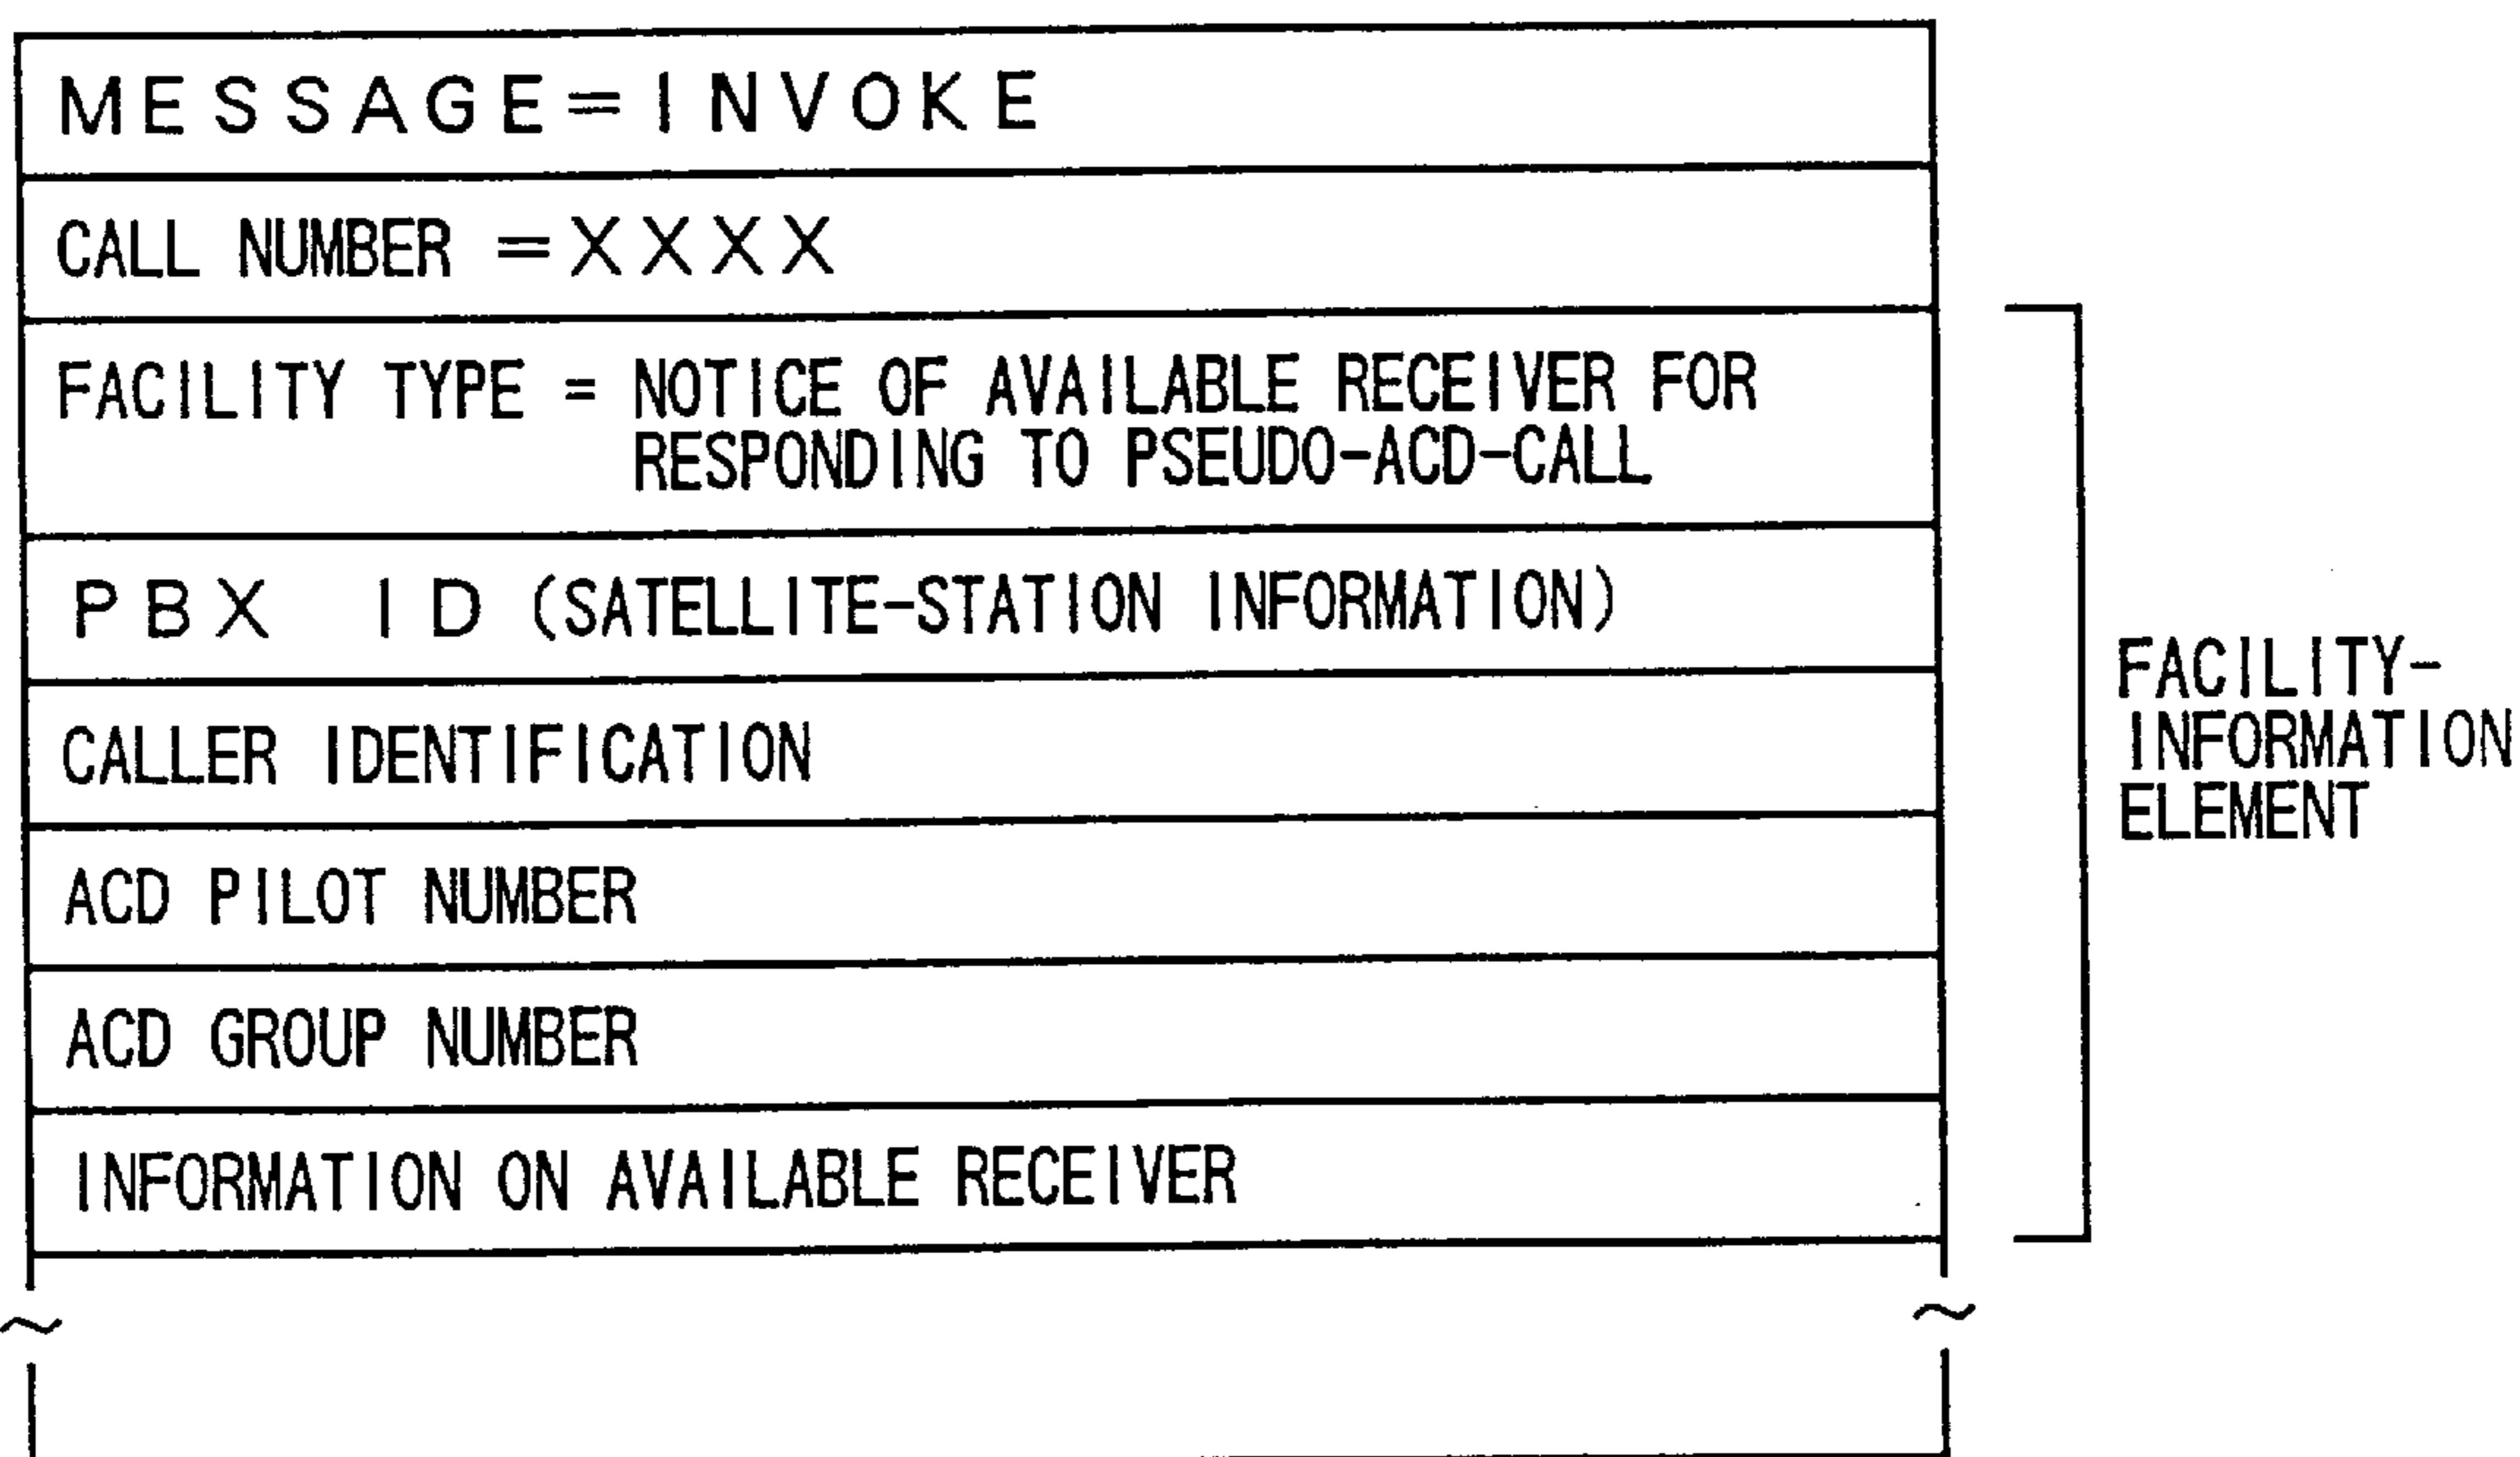 MESSAGE=INVOKE
CALL NUMBER =XXXX
FACILITY TYPE = NOTICE OF AVAILABLE RECEIVER FOR
RESPONDING TO PSEUDO-ACD-CALL
PBX ID (SATELLITE-STATION INFORMATION)
CALLER IDENTIFICATION
ACD PILOT NUMBER
ACD GROUP NUMBER
INFORMATION ON AVAILABLE RECEIVER
FACILITY-
INFORMATION
ELEMENT